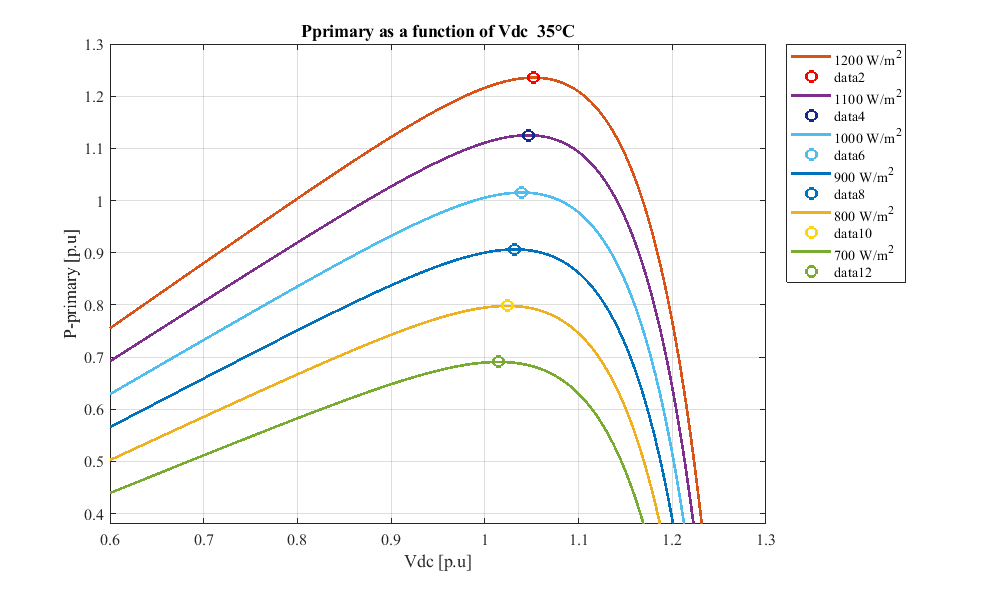 Pprimary as a function of Vdc 35°C
1.3
1.2
1.1
1
0.9
0.8
0.7
0.6
0.5
0.4
P-primary [p.u]
0.6
0.7
0.8
0.9
1
1.1
1.2
1.3
Vdc [p.u]
1200 W/m²
data2
1100 W/m²
data4
1000 W/m²
data6
900 W/m²
data8
800 W/m²
data10
700 W/m²
data12